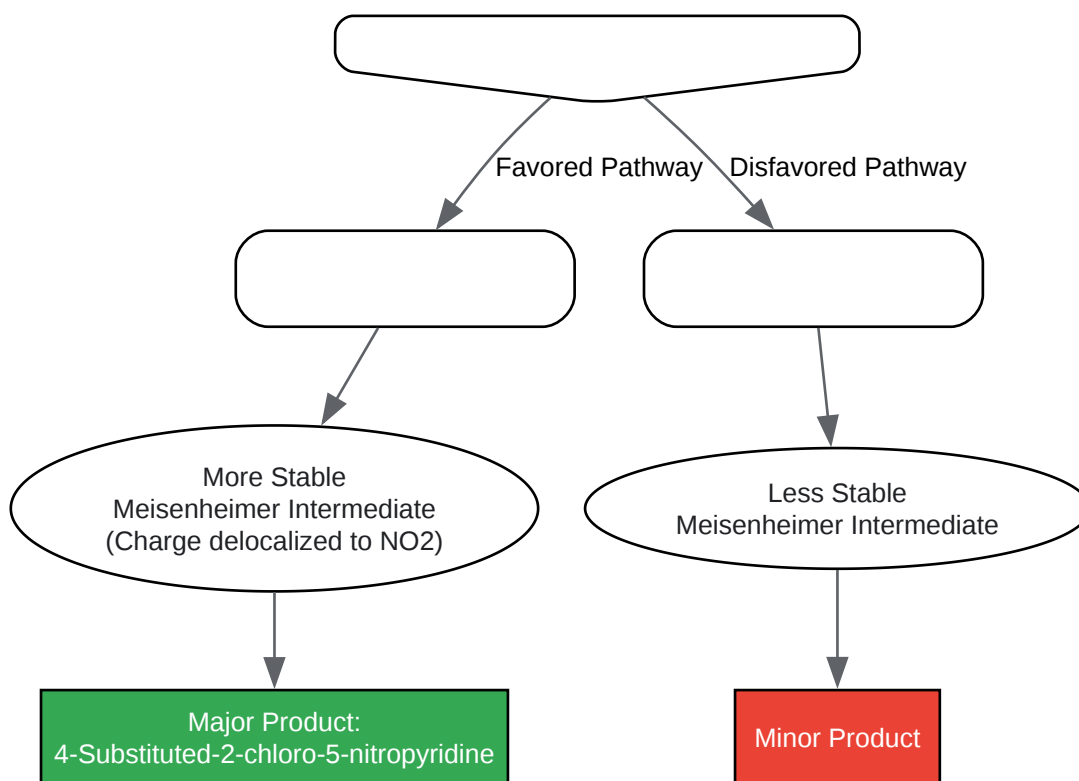 Favored Pathway
Disfavored Pathway
More Stable
Meisenheimer Intermediate
(Charge delocalized to NO2)
Less Stable
Meisenheimer Intermediate
Major Product:
4-Substituted-2-chloro-5-nitropyridine
Minor Product